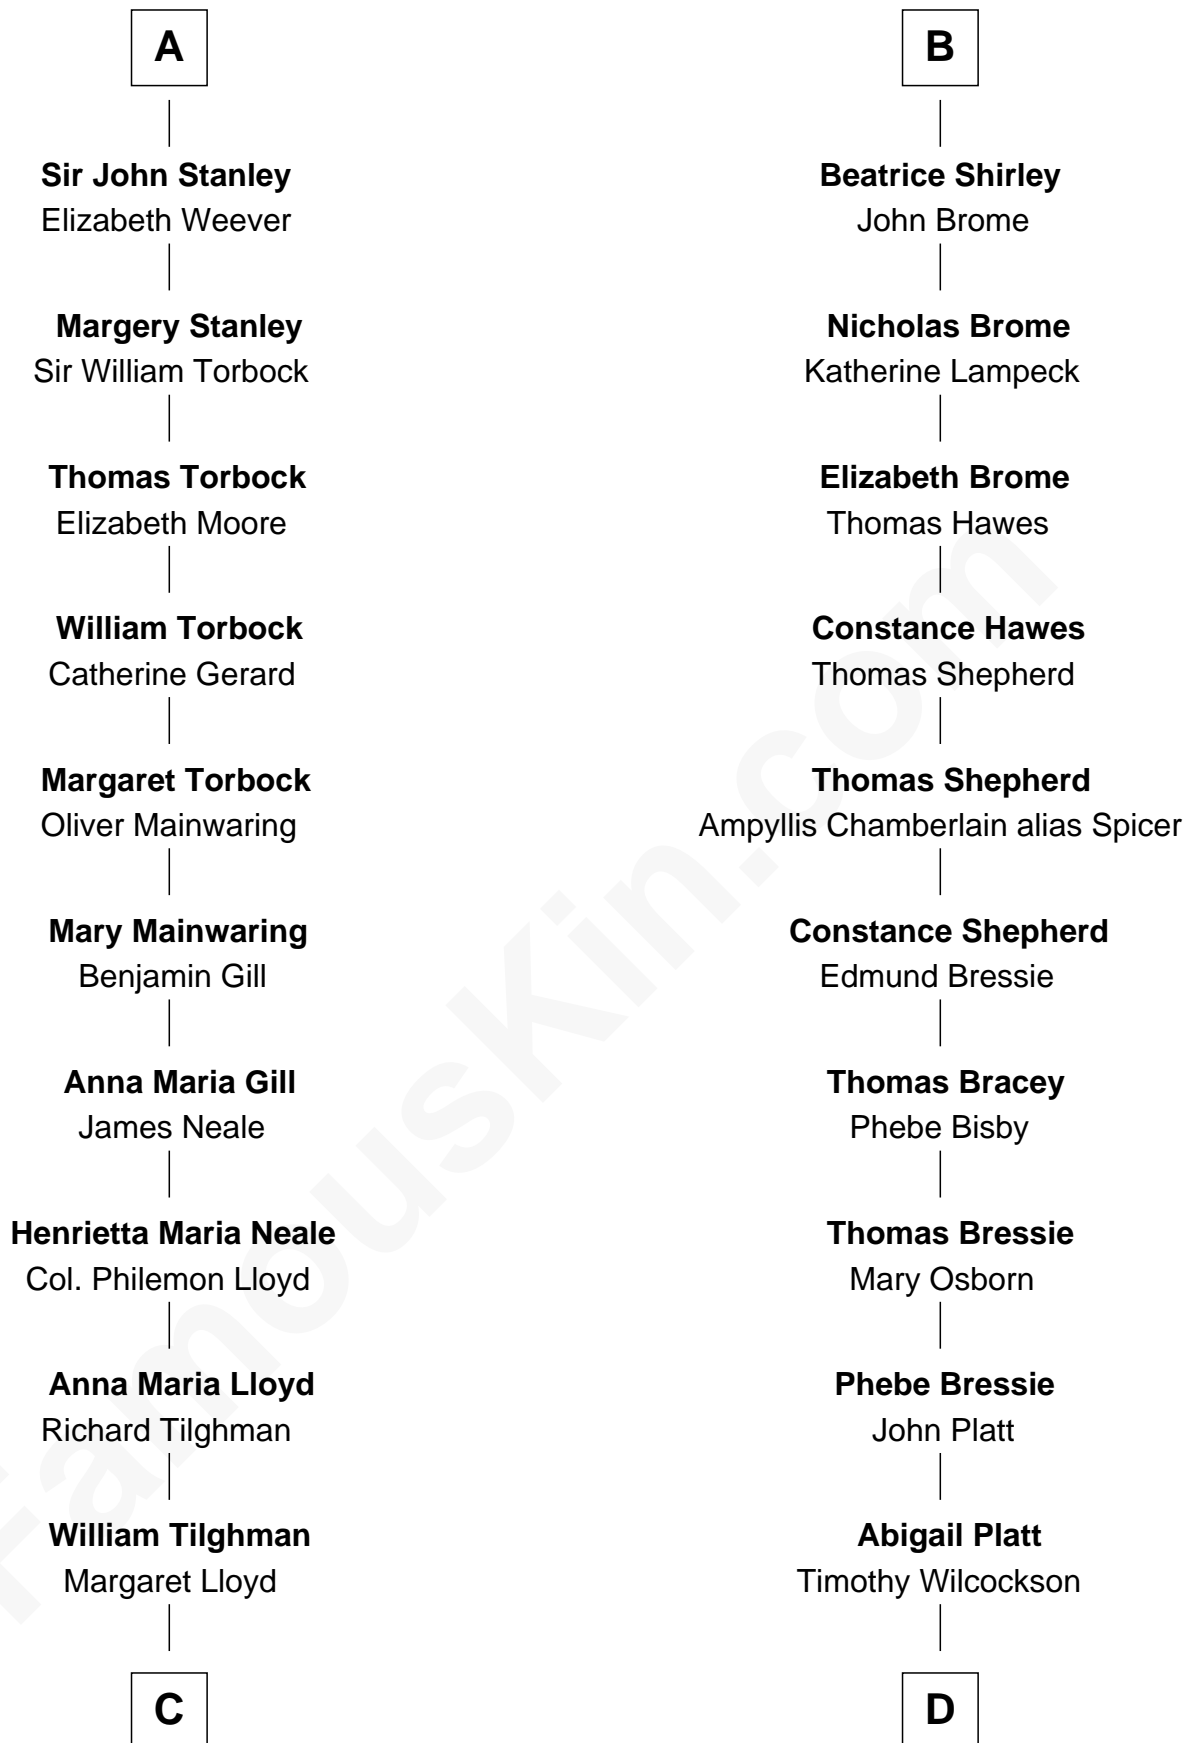 A
Sir John Stanley
Elizabeth Weever
Margery Stanley
Sir William Torbock
Thomas Torbock
Elizabeth Moore
William Torbock
Catherine Gerard
Margaret Torbock
Oliver Mainwaring
Mary Mainwaring
Benjamin Gill
Anna Maria Gill
James Neale
Henrietta Maria Neale
Col. Philemon Lloyd
Anna Maria Lloyd
Richard Tilghman
William Tilghman
Margaret Lloyd
C
B
Beatrice Shirley
John Brome
Nicholas Brome
Katherine Lampeck
Elizabeth Brome
Thomas Hawes
Constance Hawes
Thomas Shepherd
Thomas Shepherd
Ampyllis Chamberlain alias Spicer
Constance Shepherd
Edmund Bressie
Thomas Bracey
Phebe Bisby
Thomas Bressie
Mary Osborn
Phebe Bressie
John Platt
Abigail Platt
Timothy Wilcockson
D
FamousKin.com